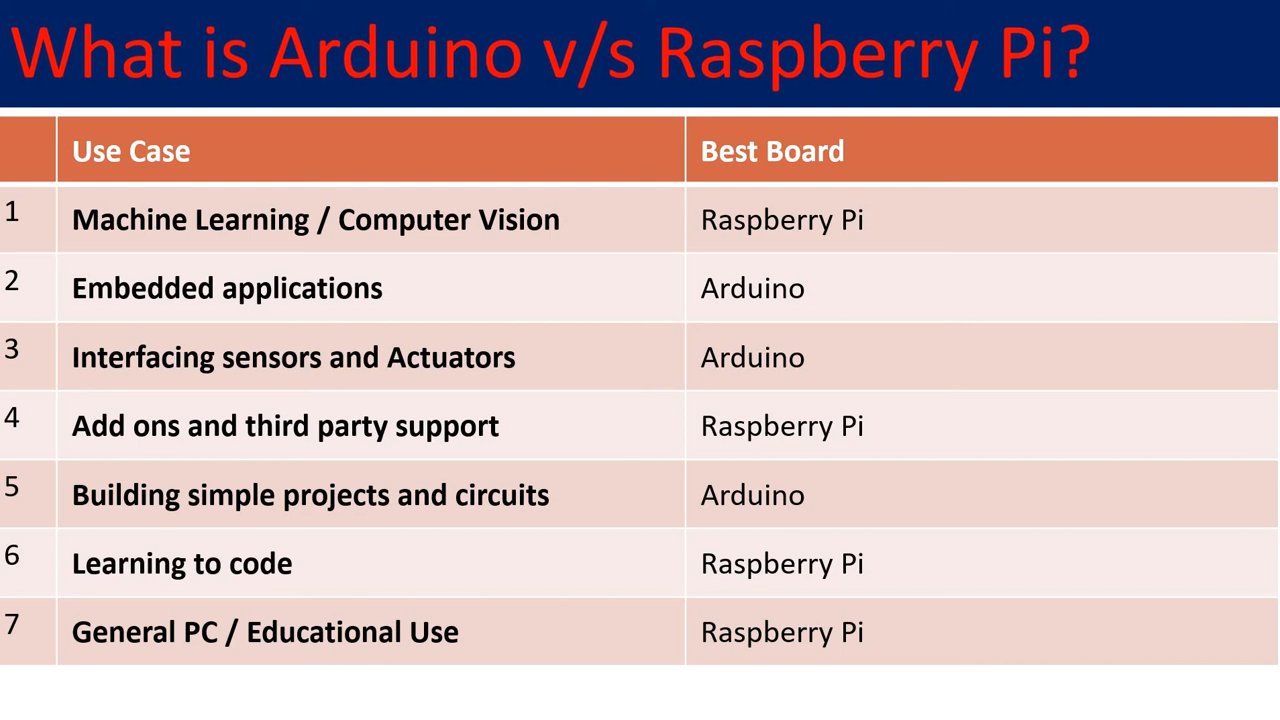 What is Arduino v/s Raspberry Pi?
Use Case Best Board
1 Machine Learning / Computer Vision Raspberry Pi
2 Embedded applications Arduino
3 Interfacing sensors and Actuators Arduino
4 Add ons and third party support Raspberry Pi
5 Building simple projects and circuits Arduino
6 Learning to code Raspberry Pi
7 General PC / Educational Use Raspberry Pi